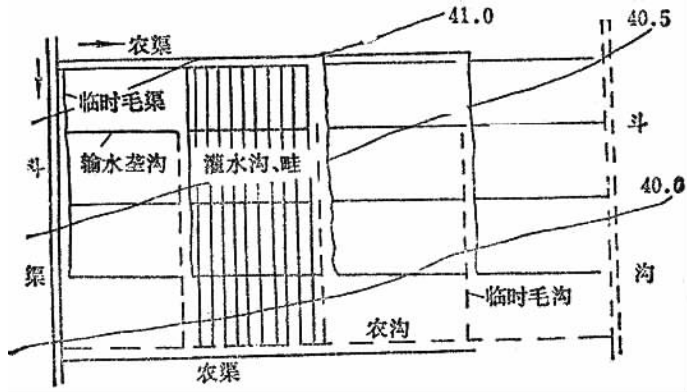 41.0
40.5
农渠
临时毛渠
斗
渠
输水垄沟
灌水沟、畦
斗
沟
40.0
临时毛沟
农沟
农渠